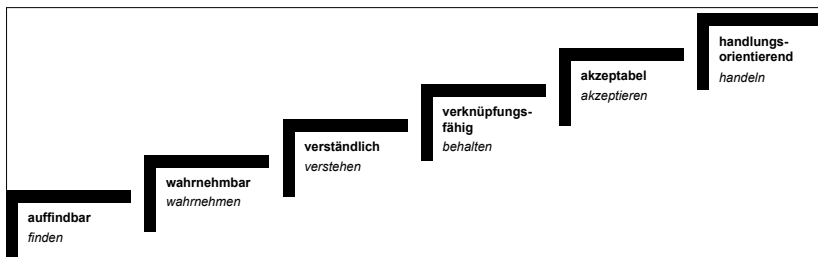 auffindbar
finden
wahrnehmbar
wahrnehmen
verständlich
verstehen
verknüpfungs-
fähig
behalten
akzeptabel
akzeptieren
handlungs-
orientierend
handeln